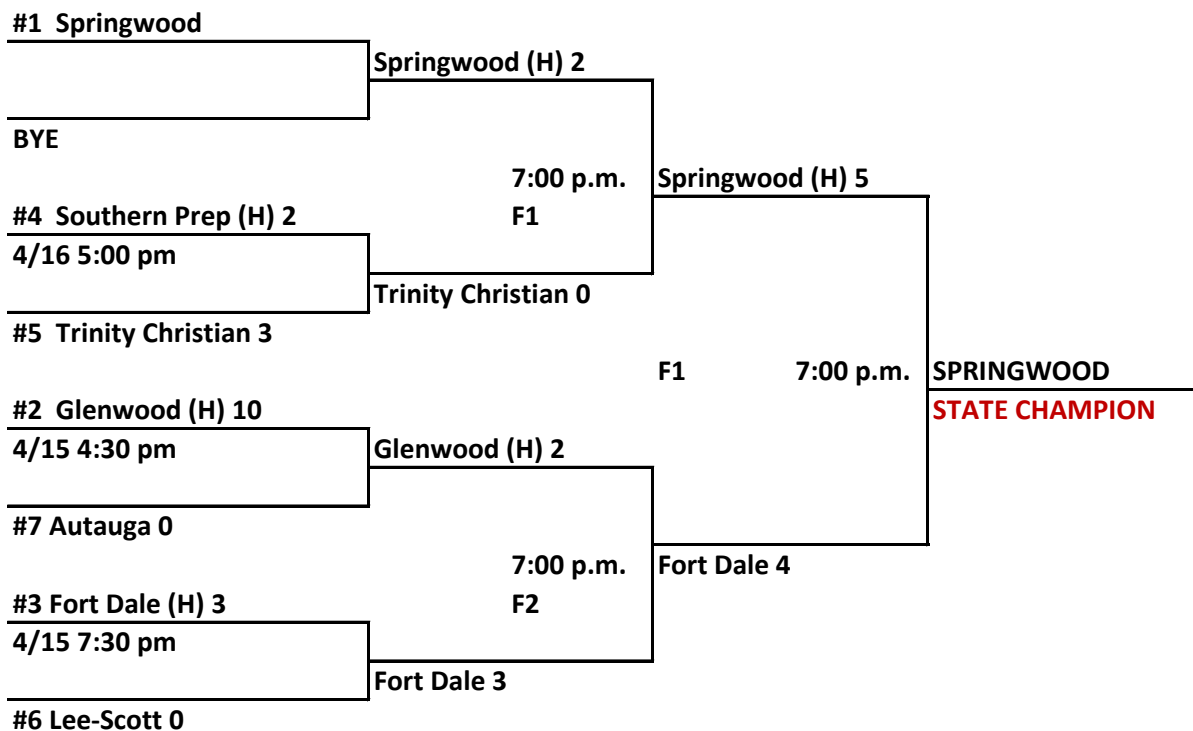 #1  Springwood
Springwood (H) 2
BYE
7:00 p.m.
Springwood (H) 5
#4  Southern Prep (H) 2
F1
4/16 5:00 pm
Trinity Christian 0
#5  Trinity Christian 3
F1
7:00 p.m.
SPRINGWOOD
#2  Glenwood (H) 10
STATE CHAMPION
4/15 4:30 pm
Glenwood (H) 2
#7 Autauga 0
7:00 p.m.
Fort Dale 4
#3 Fort Dale (H) 3
F2
4/15 7:30 pm
Fort Dale 3
#6 Lee-Scott 0